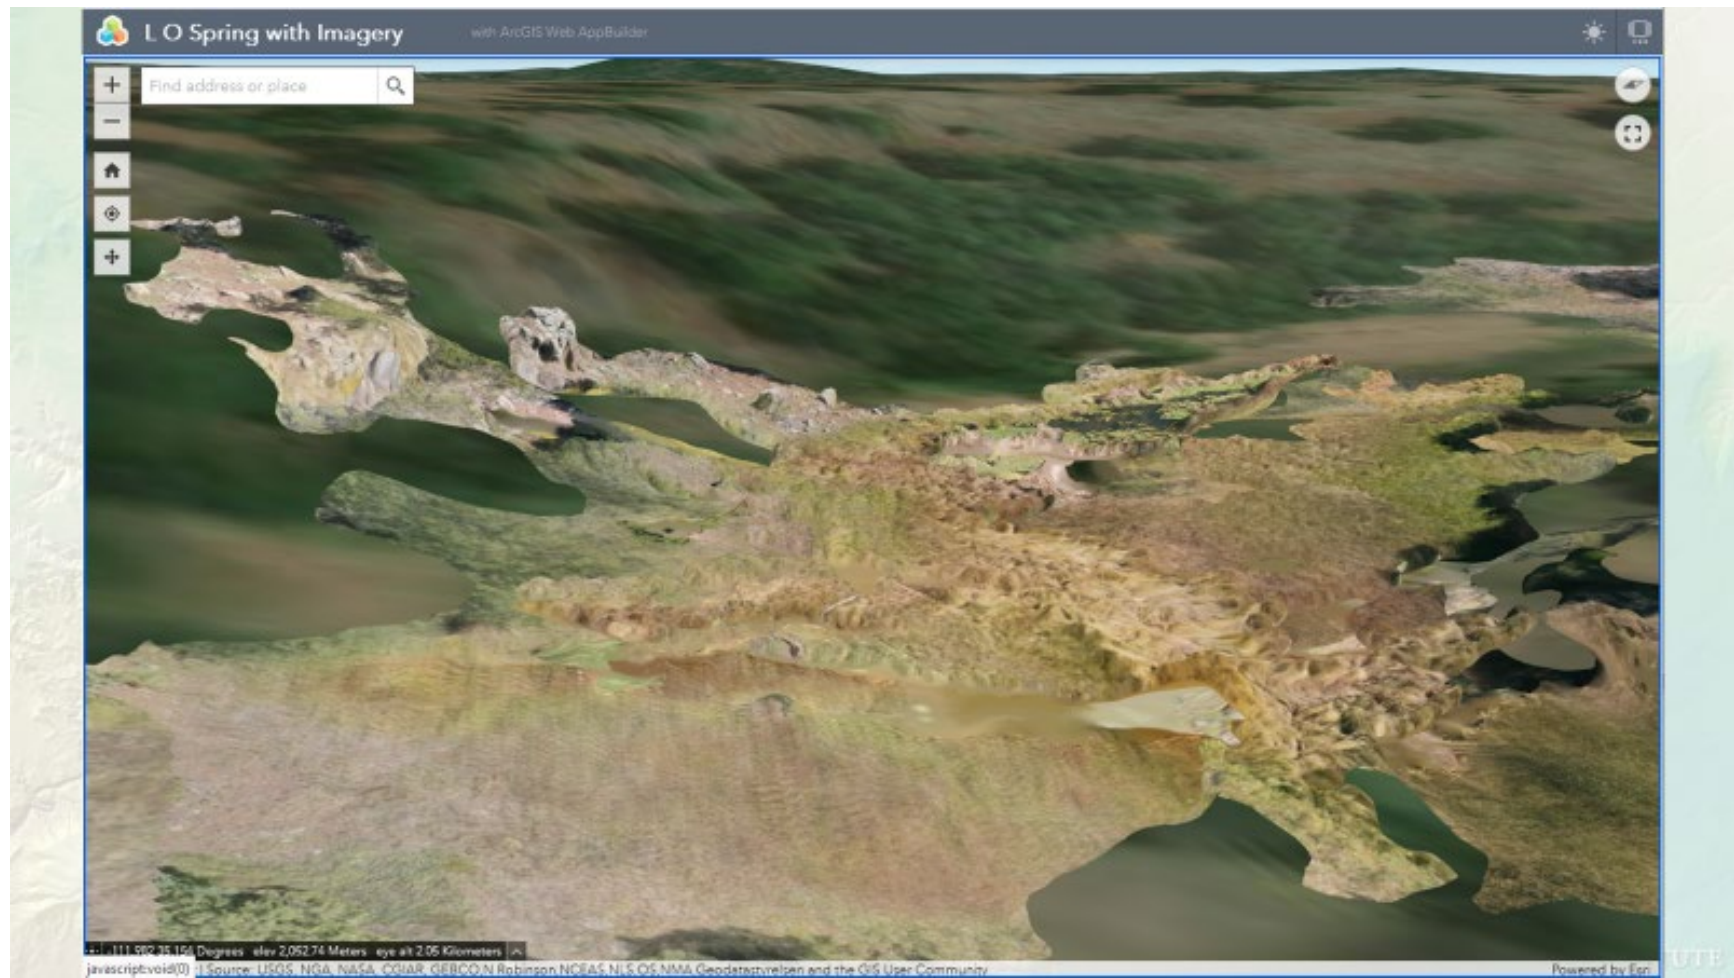 L O Spring with Imagery
with ArcGIS Web AppBuilder
Find address or place
Degrees elev 2,052.74 Meters eye alt 2.05 Kilometers
javascript:void(0)
Source: USGS, NGA, NASA, CGIAR, GEBCO,N Robinson,NCEAS,NLS,OS,NMA,Geodatastyrelsen and the GIS User Community
Powered by Esri
UTE